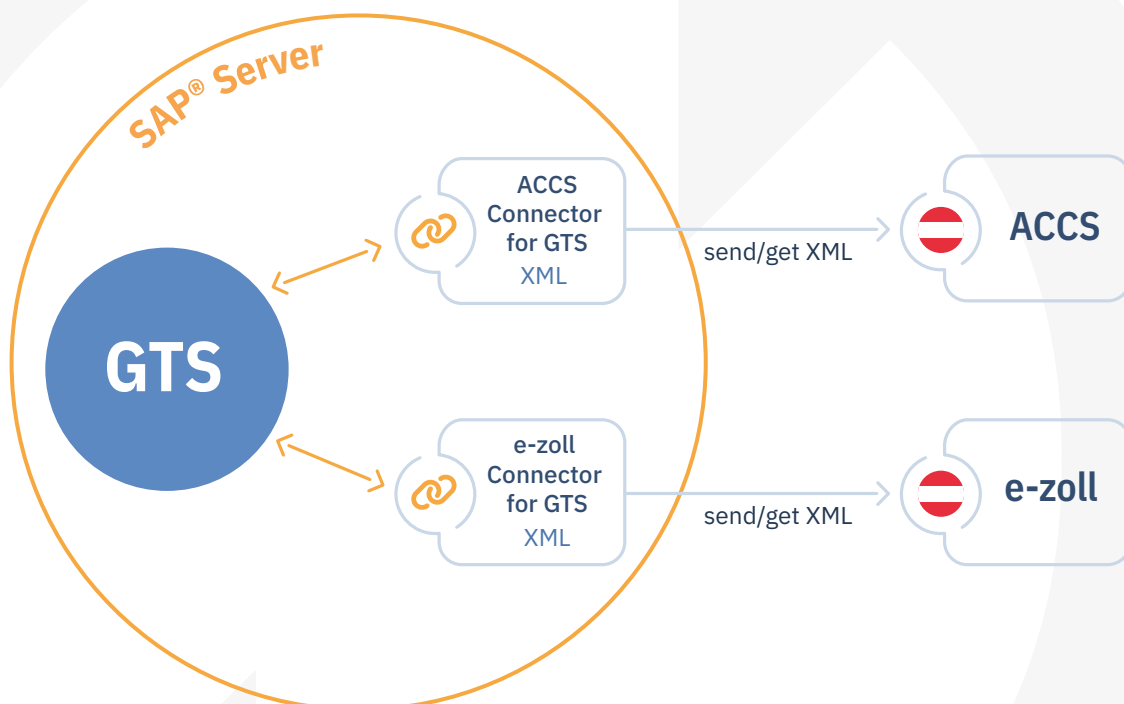 SAP® Server
ACCS
Connector
for GTS
XML
send/get XML
ACCS
GTS
e-zoll
Connector
for GTS
XML
send/get XML
e-zoll